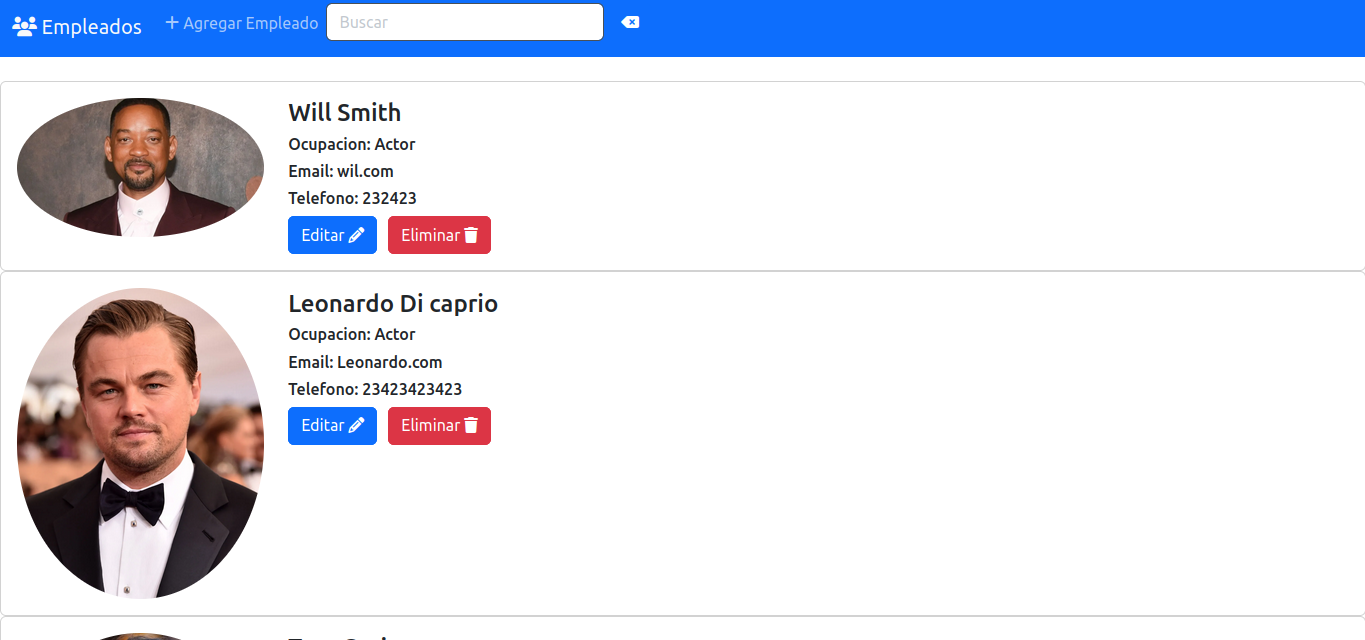 Empleados
Agregar Empleado
Buscar
Will Smith
Ocupacion: Actor
Email: wil.com
Telefono: 232423
Editar
Eliminar
Leonardo Di caprio
Ocupacion: Actor
Email: Leonardo.com
Telefono: 23423423423
Editar
Eliminar